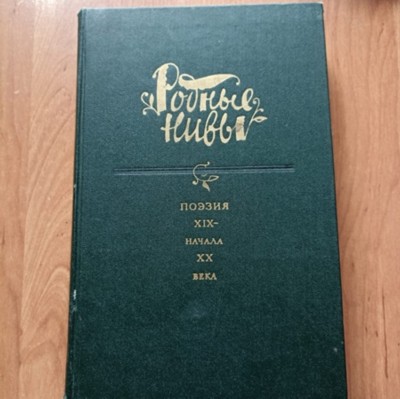 Родные
нивы
ПОЭЗИЯ
XIX-
НАЧАЛА
XX
ВЕКА